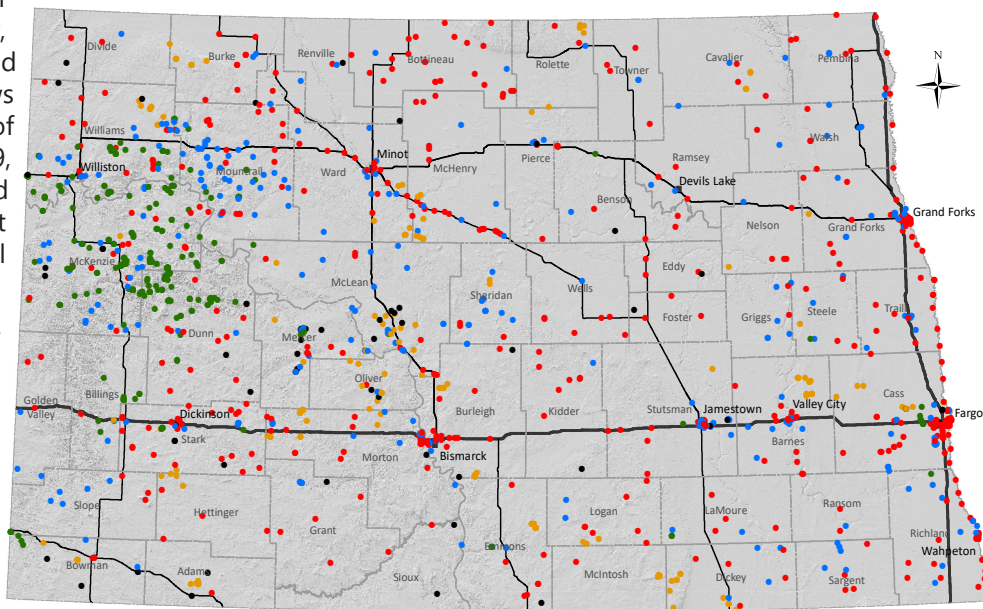 d
ws
of
9,
d
t
l
N
Divide
Burke
Renville
Bottineau
Rolette
Towner
Cavalier
Pembina
Williams
Williston
Mountrail
Ward
Minot
McHenry
Pierce
Benson
Ramsey
Devils Lake
Walsh
Nelson
Grand Forks
Grand Forks
McKenzie
Dunn
McLean
Mercer
Oliver
Sheridan
Wells
Eddy
Foster
Griggs
Steele
Traill
Golden
Valley
Billings
Dickinson
Stark
Morton
Bismarck
Burleigh
Kidder
Stutsman
Jamestown
Valley City
Barnes
Cass
Fargo
Slope
Hettinger
Grant
Bowman
Adams
Sioux
Emmons
Logan
McIntosh
LaMoure
Dickey
Ransom
Sargent
Richland
Wahpeton